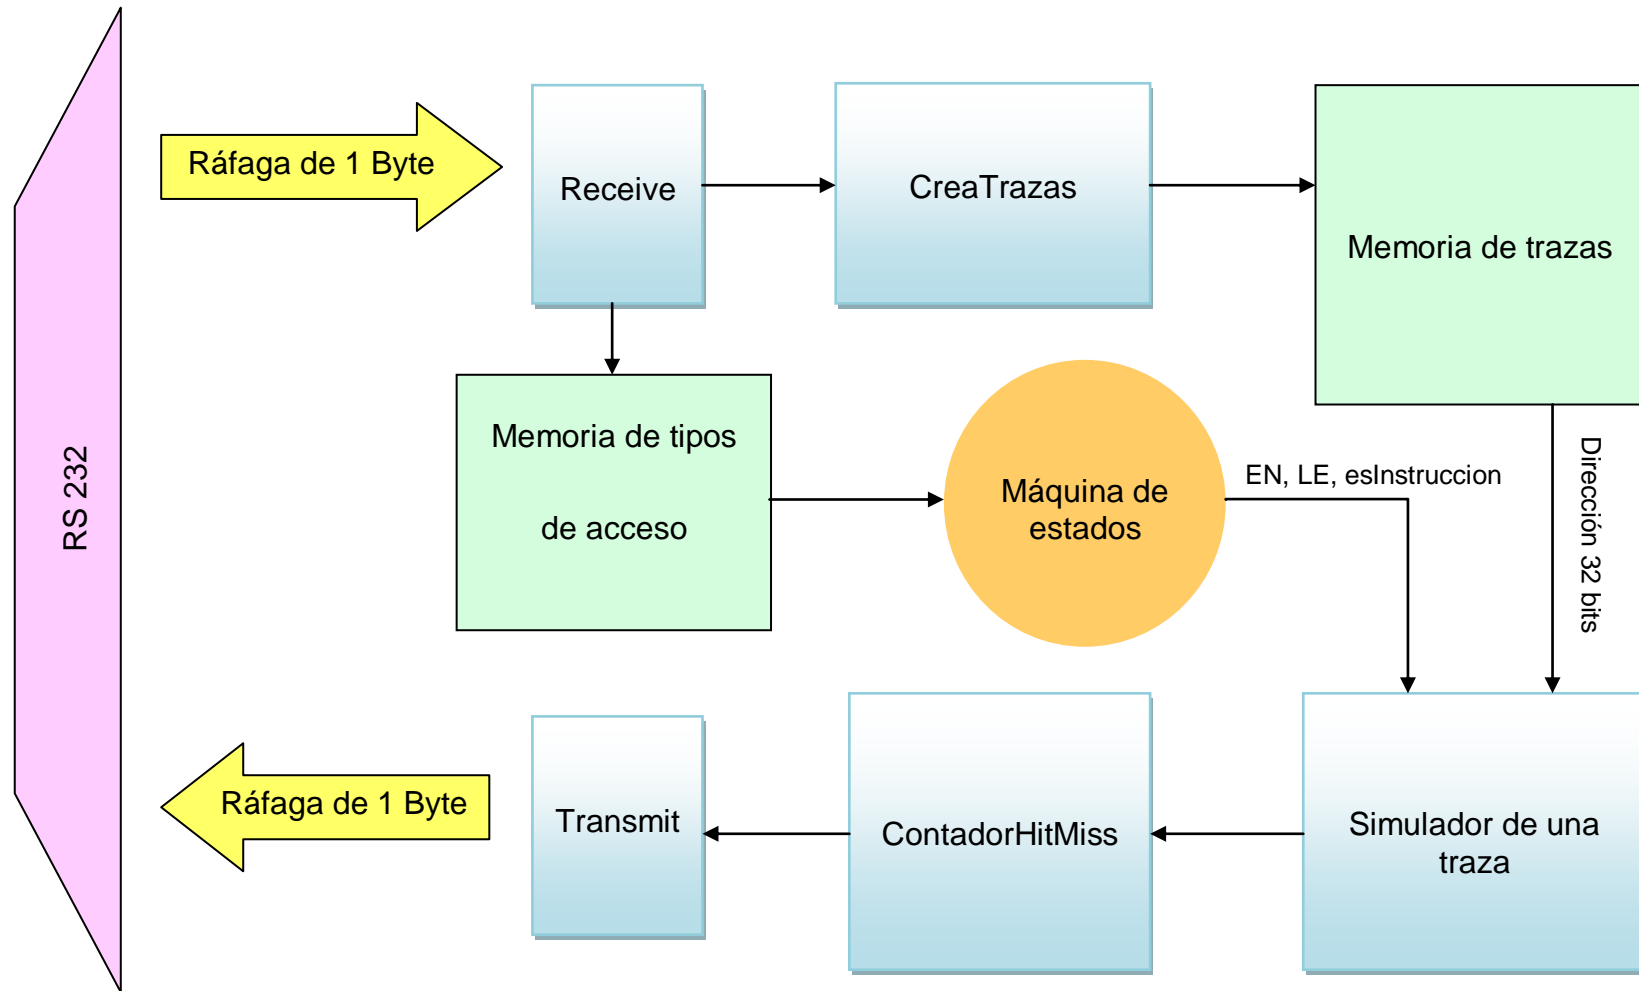 Ráfaga de 1 Byte
Receive
CreaTrazas
Memoria de trazas
RS 232
Memoria de tipos
de acceso
Máquina de
estados
EN, LE, esInstruccion
Dirección 32 bits
Ráfaga de 1 Byte
Transmit
ContadorHitMiss
Simulador de una
traza